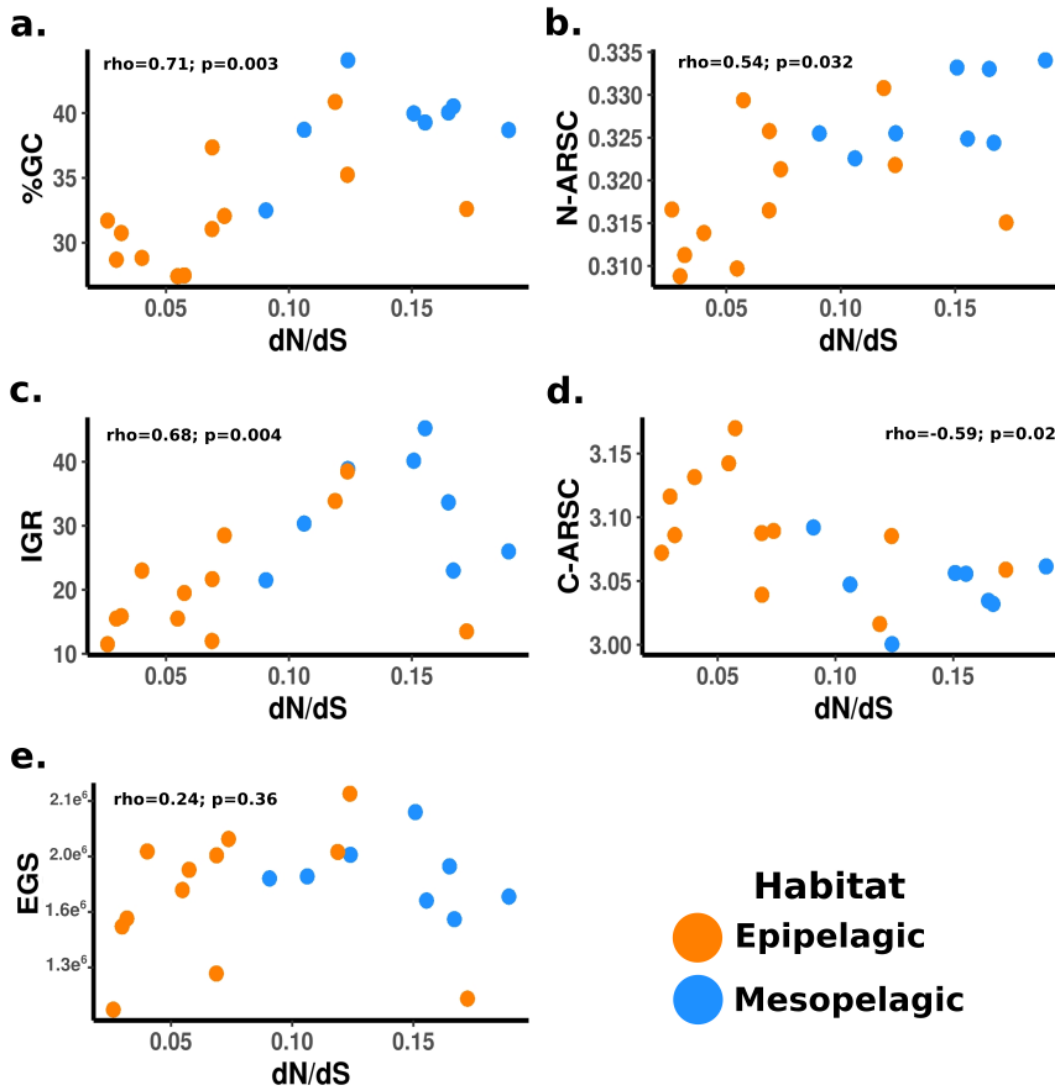 a.
rho=0.71; p=0.003
%GC
40
35
30
0.05 0.10 0.15
dN/dS
b.
rho=0.54; p=0.032
N-ARSC
0.335
0.330
0.325
0.320
0.315
0.310
0.05 0.10 0.15
dN/dS
c.
rho=0.68; p=0.004
IGR
40
30
20
10
0.05 0.10 0.15
dN/dS
d.
rho=-0.59; p=0.02
C-ARSC
3.15
3.10
3.05
3.00
0.05 0.10 0.15
dN/dS
e.
rho=0.24; p=0.36
EGS
2.1e⁶
2.0e⁶
1.6e⁶
1.3e⁶
0.05 0.10 0.15
dN/dS
Habitat
Epipelagic
Mesopelagic